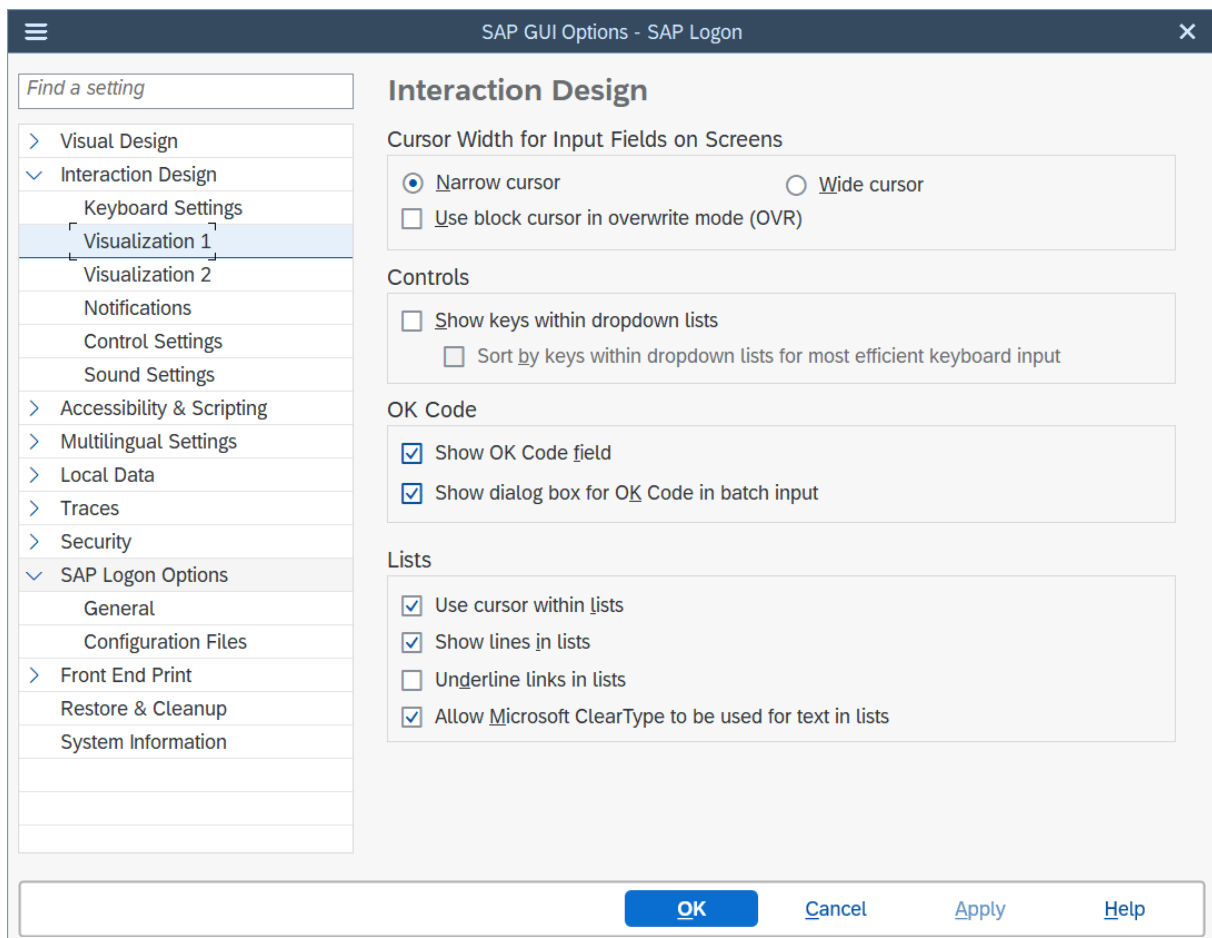 SAP GUI Options - SAP Logon
Find a setting
Visual Design
Interaction Design
Keyboard Settings
Visualization 1
Visualization 2
Notifications
Control Settings
Sound Settings
Accessibility & Scripting
Multilingual Settings
Local Data
Traces
Security
SAP Logon Options
General
Configuration Files
Front End Print
Restore & Cleanup
System Information
Interaction Design
Cursor Width for Input Fields on Screens
Narrow cursor
Wide cursor
Use block cursor in overwrite mode (OVR)
Controls
Show keys within dropdown lists
Sort by keys within dropdown lists for most efficient keyboard input
OK Code
Show OK Code field
Show dialog box for OK Code in batch input
Lists
Use cursor within lists
Show lines in lists
Underline links in lists
Allow Microsoft ClearType to be used for text in lists
OK
Cancel
Apply
Help